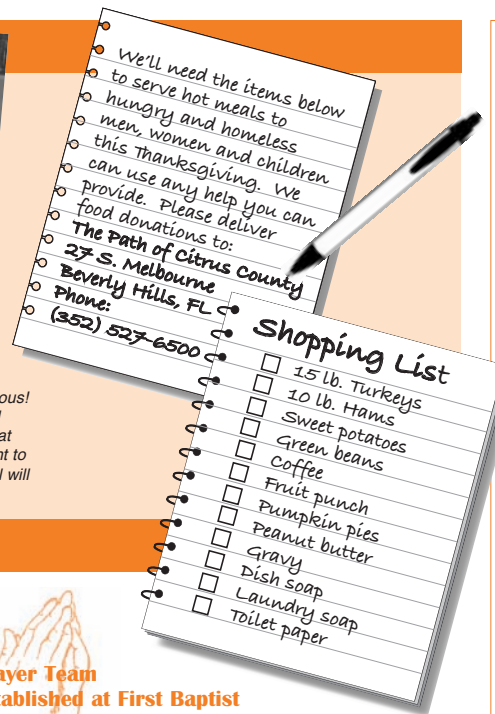 We'll need the items below
to serve hot meals to
hungry and homeless
men, women and children
this Thanksgiving. We
can use any help you can
provide. Please deliver
food donations to:
The Path of Citrus County
27 S. Melbourne
Beverly Hills, FL
Phone:
(352) 527-6500
Shopping List
15 lb. Turkeys
10 lb. Hams
Sweet potatoes
Green beans
Coffee
Fruit punch
Pumpkin pies
Peanut butter
Gravy
Dish soap
Laundry soap
Toilet paper
will
Team
at First Baptist